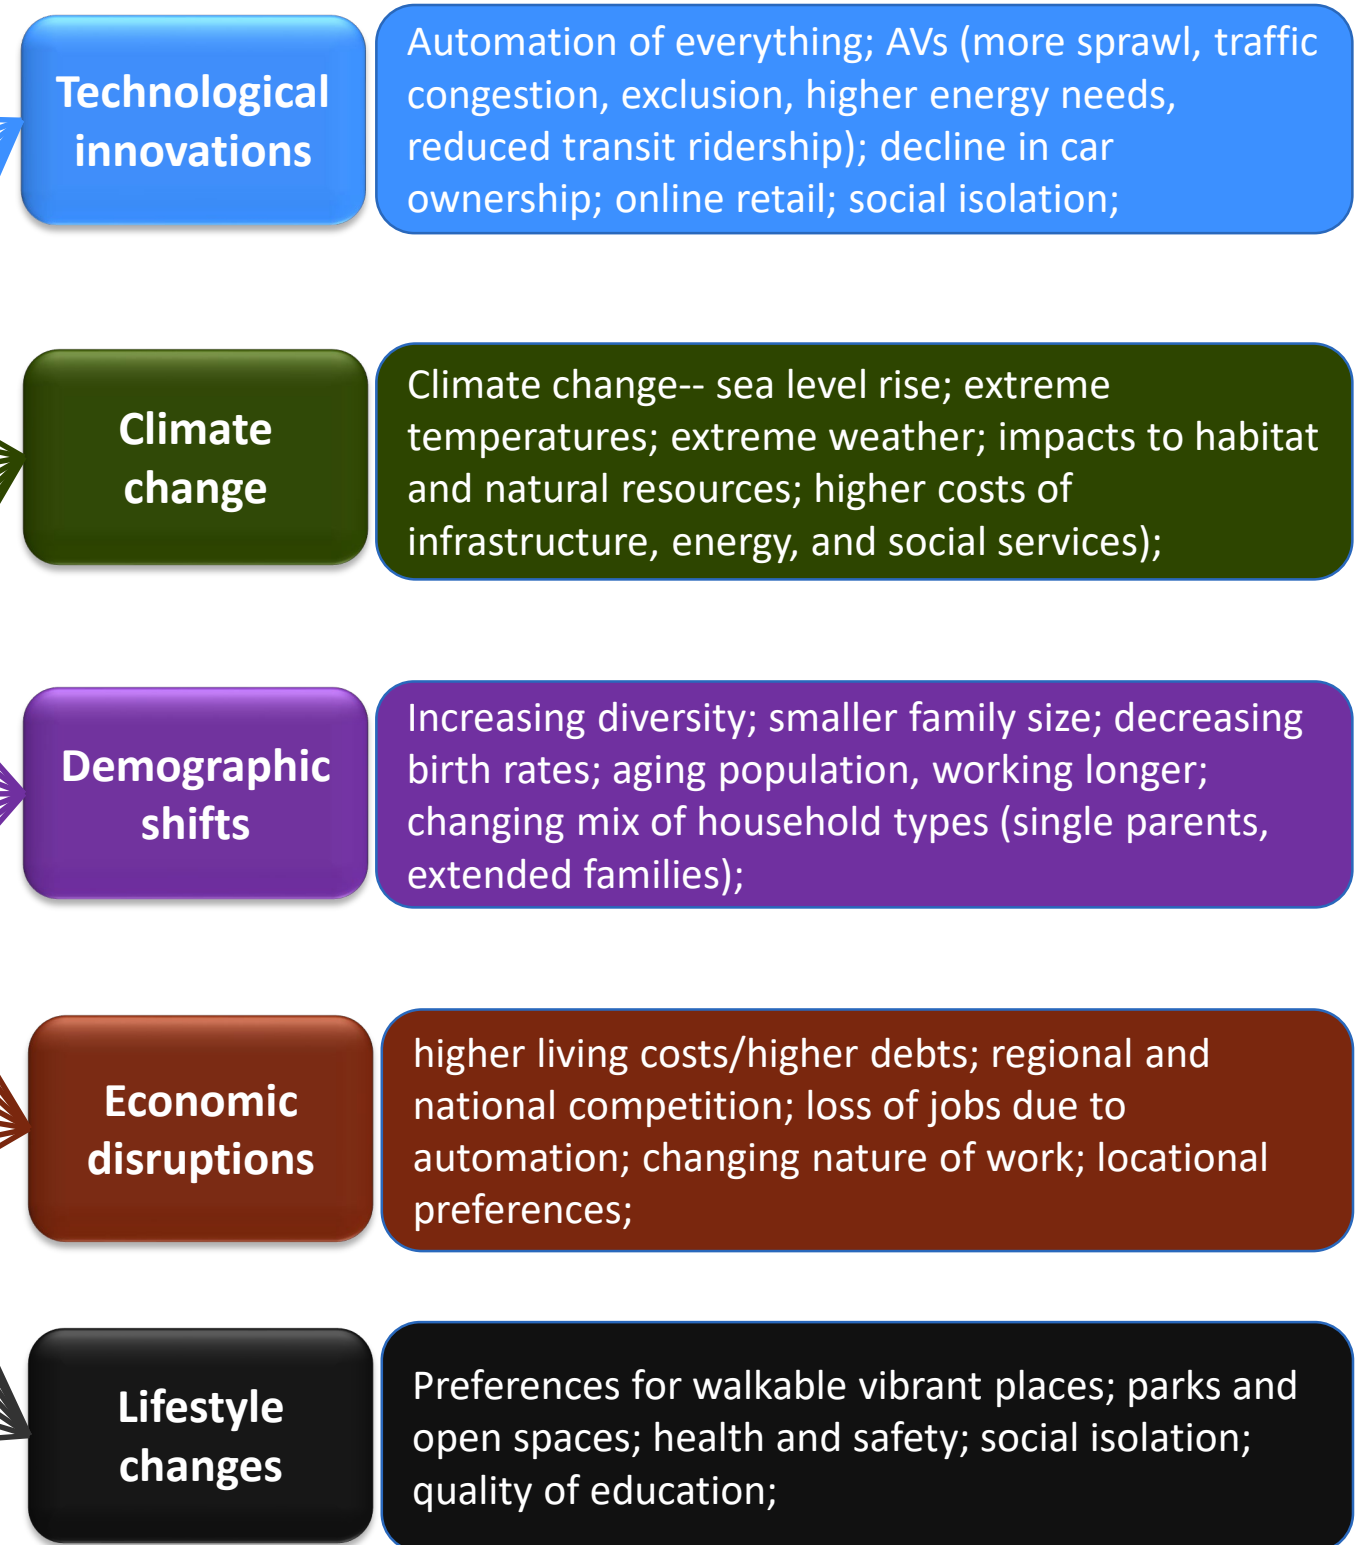 Technological
innovations
Automation of everything; AVs (more sprawl, traffic
congestion, exclusion, higher energy needs,
reduced transit ridership); decline in car
ownership; online retail; social isolation;
Climate
change
Climate change-- sea level rise; extreme
temperatures; extreme weather; impacts to habitat
and natural resources; higher costs of
infrastructure, energy, and social services);
Demographic
shifts
Increasing diversity; smaller family size; decreasing
birth rates; aging population, working longer;
changing mix of household types (single parents,
extended families);
Economic
disruptions
higher living costs/higher debts; regional and
national competition; loss of jobs due to
automation; changing nature of work; locational
preferences;
Lifestyle
changes
Preferences for walkable vibrant places; parks and
open spaces; health and safety; social isolation;
quality of education;